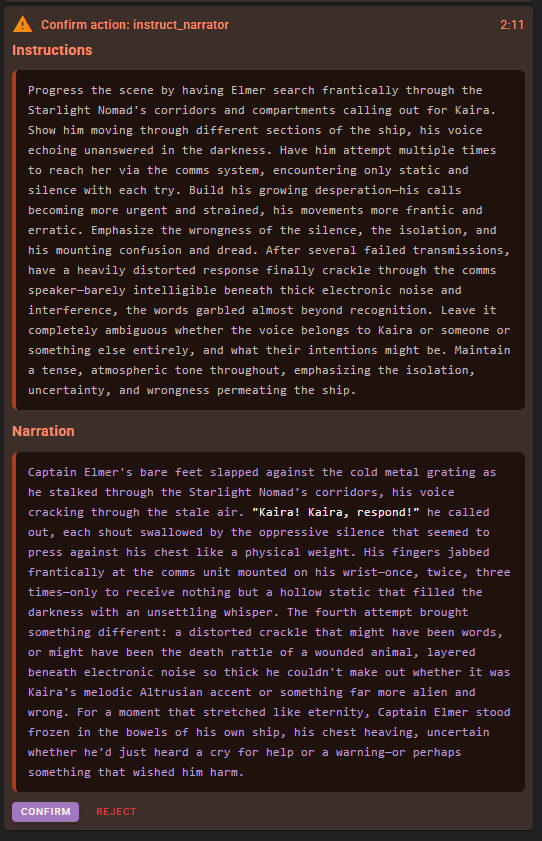 Confirm action: instruct_narrator 2:11
Instructions
Progress the scene by having Elmer search frantically through the
Starlight Nomad's corridors and compartments calling out for Kaira.
Show him moving through different sections of the ship, his voice
echoing unanswered in the darkness. Have him attempt multiple times
to reach her via the comms system, encountering only static and
silence with each try. Build his growing desperation—his calls
becoming more urgent and strained, his movements more frantic and
erratic. Emphasize the wrongness of the silence, the isolation, and
his mounting confusion and dread. After several failed transmissions,
have a heavily distorted response finally crackle through the comms
speaker—barely intelligible beneath thick electronic noise and
interference, the words garbled almost beyond recognition. Leave it
completely ambiguous whether the voice belongs to Kaira or someone or
something else entirely, and what their intentions might be. Maintain
a tense, atmospheric tone throughout, emphasizing the isolation,
uncertainty, and wrongness permeating the ship.
Narration
Captain Elmer's bare feet slapped against the cold metal grating as
he stalked through the Starlight Nomad's corridors, his voice
cracking through the stale air. "Kaira! Kaira, respond!" he called
out, each shout swallowed by the oppressive silence that seemed to
press against his chest like a physical weight. His fingers jabbed
frantically at the comms unit mounted on his wrist—once, twice, three
times—only to receive nothing but a hollow static that filled the
darkness with an unsettling whisper. The fourth attempt brought
something different: a distorted crackle that might have been words,
or might have been the death rattle of a wounded animal, layered
beneath electronic noise so thick he couldn't make out whether it was
Kaira's melodic Altrusian accent or something far more alien and
wrong. For a moment that stretched like eternity, Captain Elmer stood
frozen in the bowels of his own ship, his chest heaving, uncertain
whether he'd just heard a cry for help or a warning—or perhaps
something that wished him harm.
CONFIRM REJECT